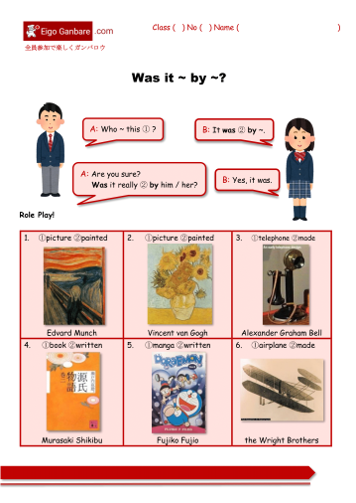 Eigo Ganbare.com
全員参加で楽しくガンバロウ
Class ( ) No ( ) Name ( )
Was it ~ by ~?
A: Who ~ this ① ?
B: It was ② by ~.
A: Are you sure?
Was it really ② by him / her?
B: Yes, it was.
Role Play!
1. ①picture ②painted
Edvard Munch
2. ①picture ②painted
Vincent van Gogh
3. ①telephone ②made
Alexander Graham Bell
4. ①book ②written
源氏物語
Murasaki Shikibu
5. ①manga ②written
DORAEMON
Fujiko Fujio
6. ①airplane ②made
the Wright Brothers